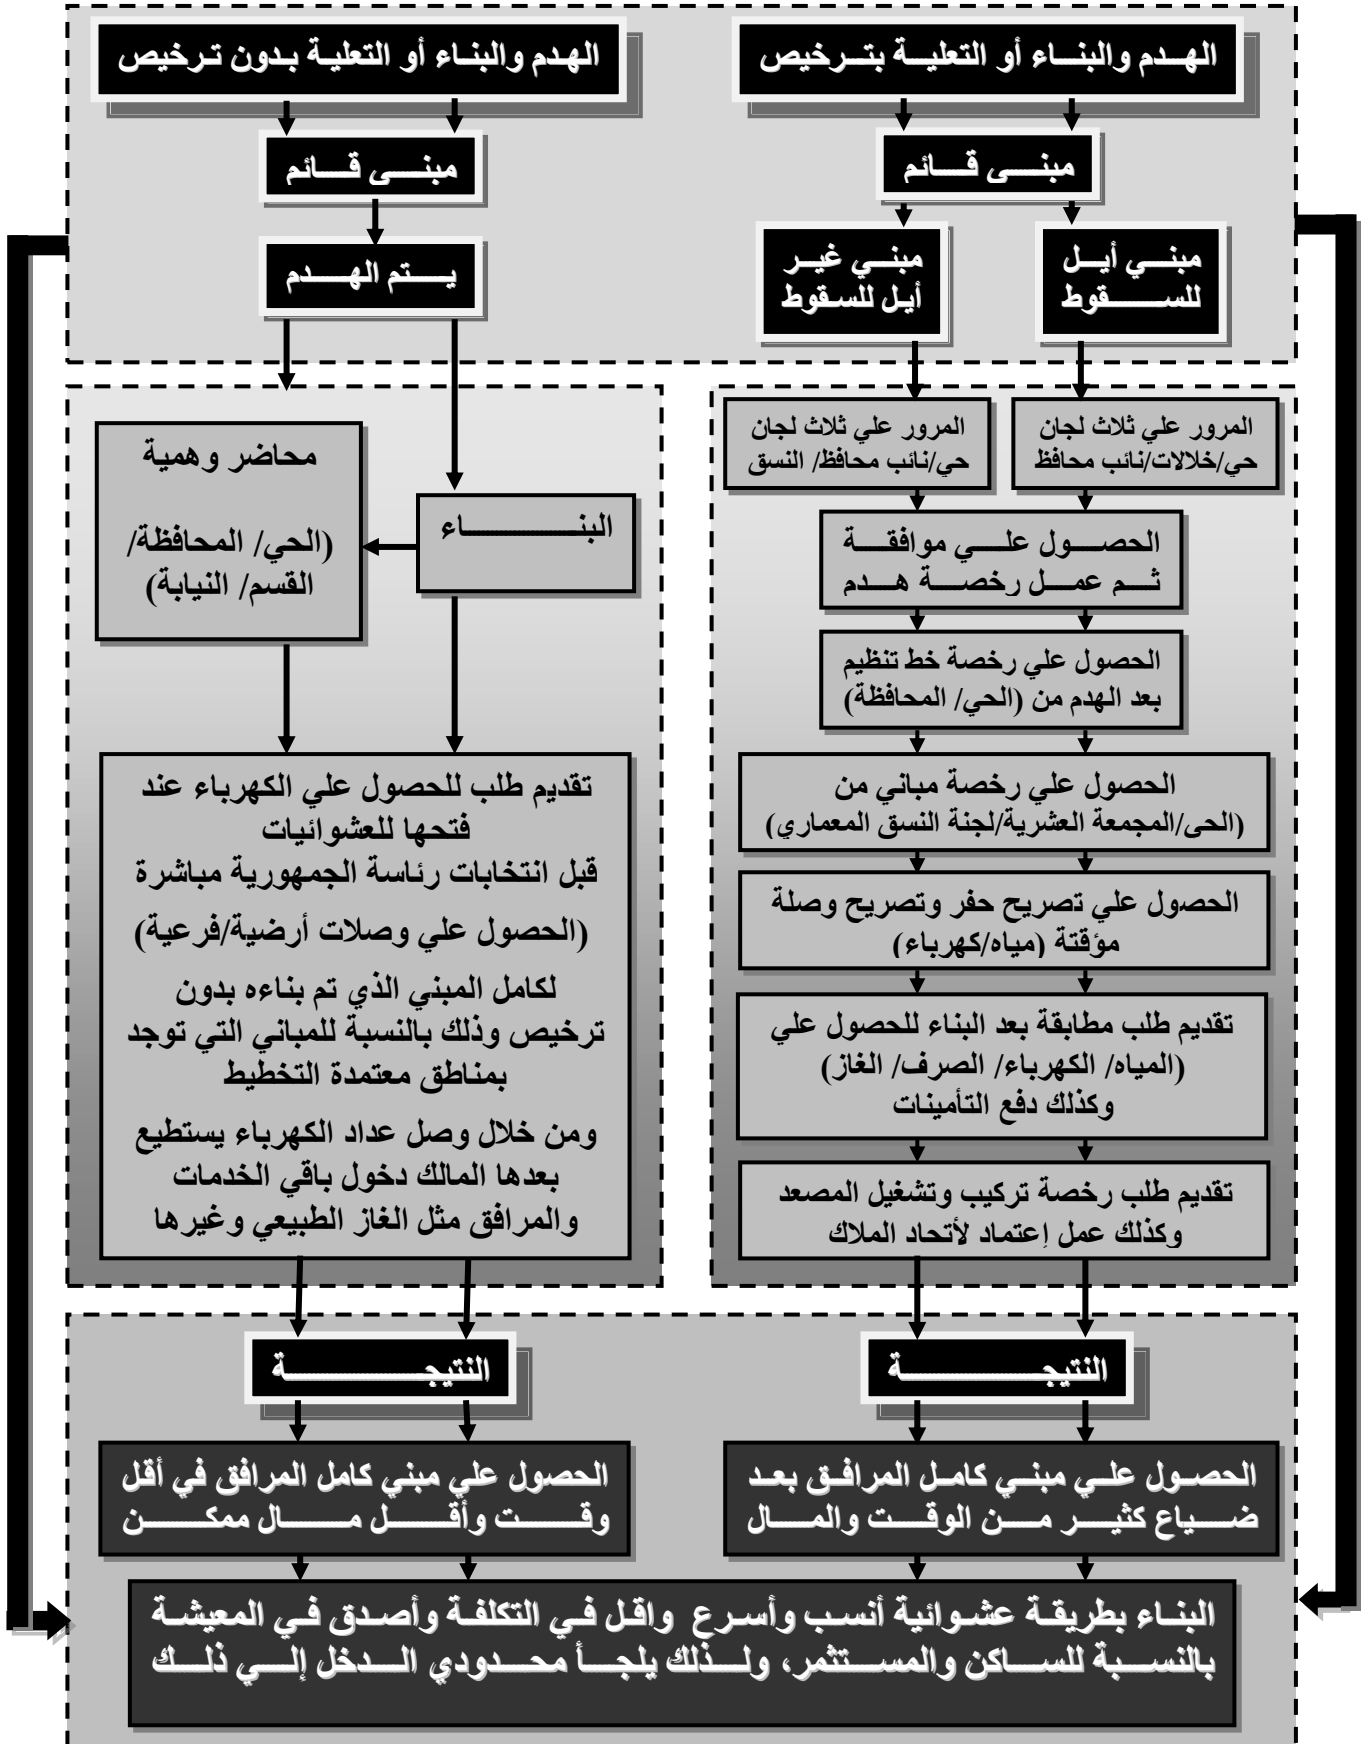 الهدم والبناء أو التعلية بترخيص
مبنى قائم
مبني أيل
للسقوط
مبني غير
أيل للسقوط
المرور علي ثلاث لجان
حي/خلالات/نائب محافظ
المرور علي ثلاث لجان
حي/نائب محافظ/ النسق
الحصول علي موافقة
ثم عمل رخصة هدم
الحصول علي رخصة خط تنظيم
بعد الهدم من (الحي/ المحافظة)
الحصول علي رخصة مباني من
(الحى/المجمعة العشرية/لجنة النسق المعماري)
الحصول علي تصريح حفر وتصريح وصلة
مؤقتة (مياه/كهرباء)
تقديم طلب مطابقة بعد البناء للحصول علي
(المياه/ الكهرباء/ الصرف/ الغاز)
وكذلك دفع التأمينات
تقديم طلب رخصة تركيب وتشغيل المصعد
وكذلك عمل إعتماد لأتحاد الملاك
النتيجة
الحصول علي مبني كامل المرافق بعد
ضياع كثير من الوقت والمال
الهدم والبناء أو التعلية بدون ترخيص
مبنى قائم
يتم الهدم
البناء
محاضر وهمية
(الحي/ المحافظة/
القسم/ النيابة)
تقديم طلب للحصول علي الكهرباء عند
فتحها للعشوائيات
قبل انتخابات رئاسة الجمهورية مباشرة
(الحصول علي وصلات أرضية/فرعية)
لكامل المبني الذي تم بناءه بدون
ترخيص وذلك بالنسبة للمباني التي توجد
بمناطق معتمدة التخطيط
ومن خلال وصل عداد الكهرباء يستطيع
بعدها المالك دخول باقي الخدمات
والمرافق مثل الغاز الطبيعي وغيرها
النتيجة
الحصول علي مبني كامل المرافق في أقل
وقت وأقل مال ممكن
البناء بطريقة عشوائية أنسب وأسرع واقل في التكلفة وأصدق في المعيشة
بالنسبة للساكن والمستثمر، ولذلك يلجأ محدودي الدخل إلي ذلك